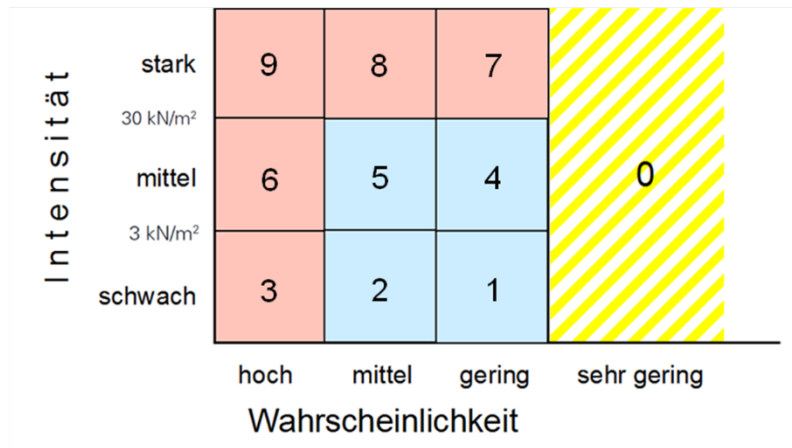 Intensität
stark
9 8 7
30 kN/m²
mittel
6 5 4 0
3 kN/m²
schwach
3 2 1
hoch mittel gering sehr gering
Wahrscheinlichkeit